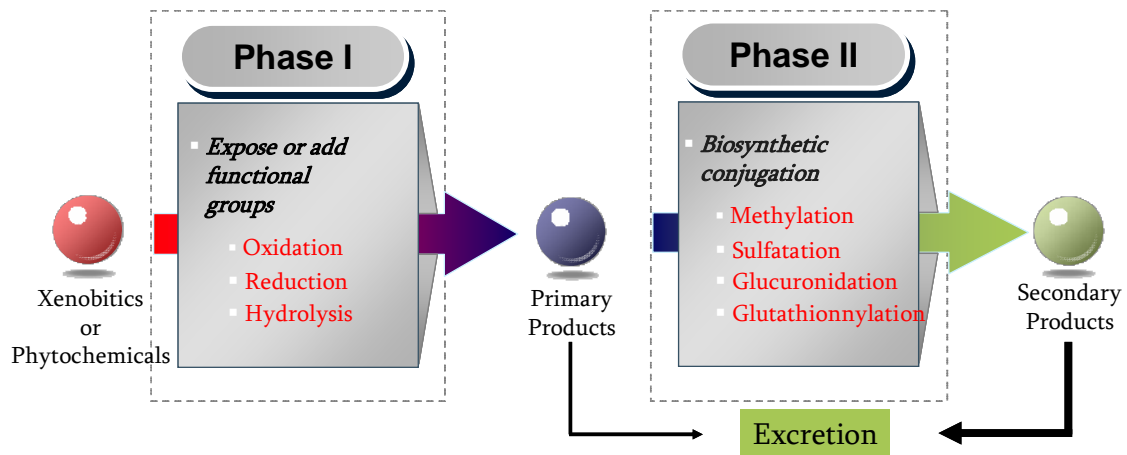 Phase I
Expose or add
functional
groups
Oxidation
Reduction
Hydrolysis
Xenobitics
or
Phytochemicals
Primary
Products
Phase II
Biosynthetic
conjugation
Methylation
Sulfatation
Glucuronidation
Glutathionnylation
Secondary
Products
Excretion